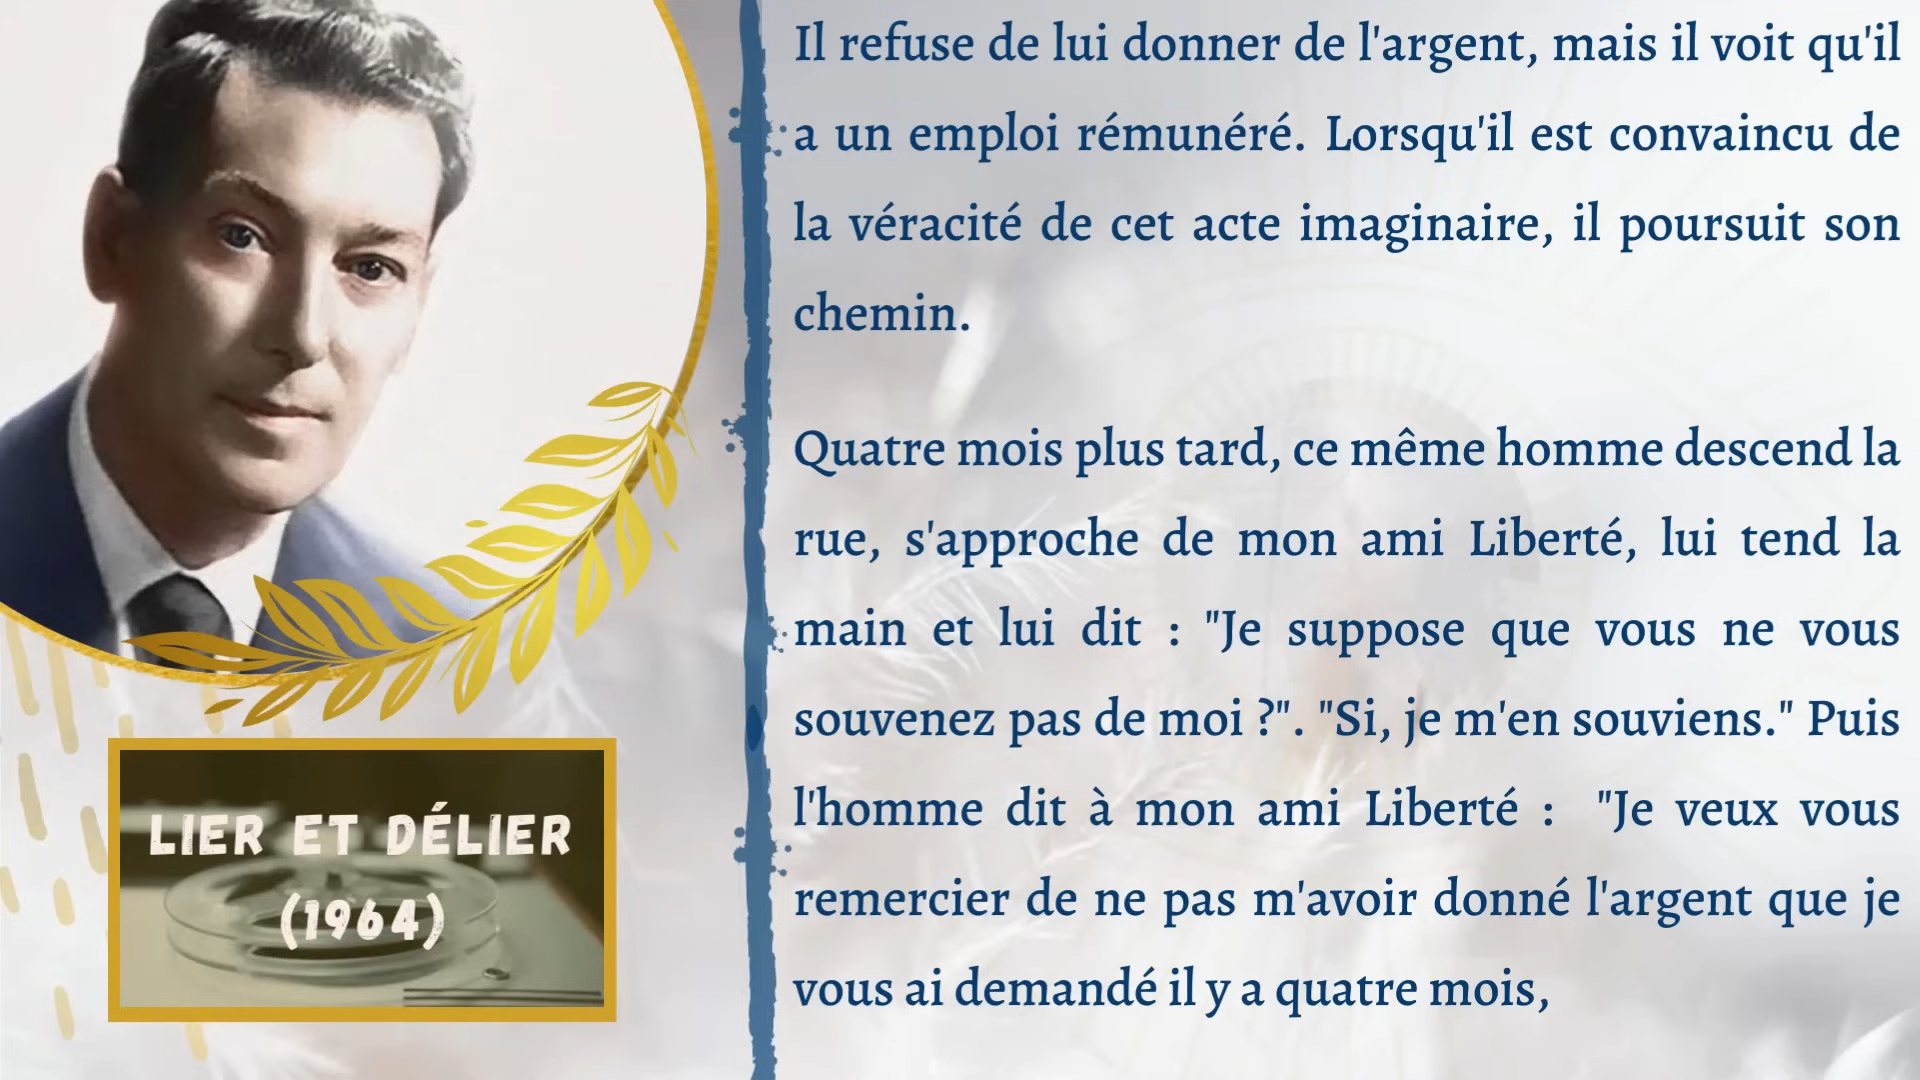 Il refuse de lui donner de l'argent, mais il voit qu'il
a un emploi rémunéré. Lorsqu'il est convaincu de
la véracité de cet acte imaginaire, il poursuit son
chemin.
Quatre mois plus tard, ce même homme descend la
rue, s'approche de mon ami Liberté, lui tend la
main et lui dit : "Je suppose que vous ne vous
souvenez pas de moi ?". "Si, je m'en souviens." Puis
l'homme dit à mon ami Liberté : "Je veux vous
remercier de ne pas m'avoir donné l'argent que je
vous ai demandé il y a quatre mois,
LIER ET DÉLIER
(1964)